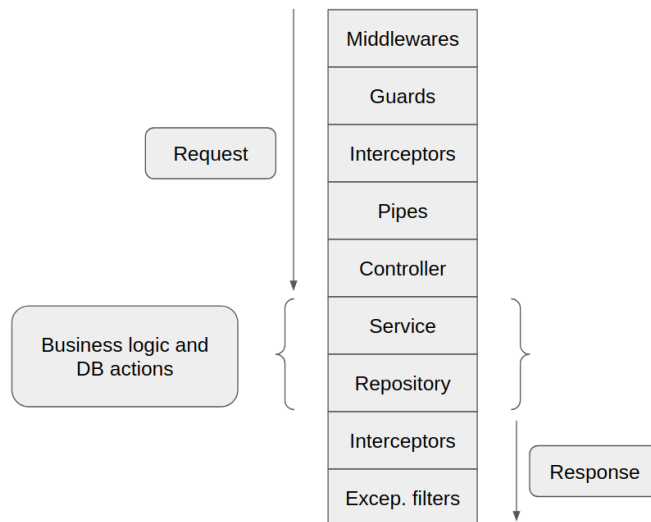 Middlewares
Guards
Interceptors
Request
Pipes
Controller
Service
Business logic and
DB actions
Repository
Interceptors
Response
Excep. filters